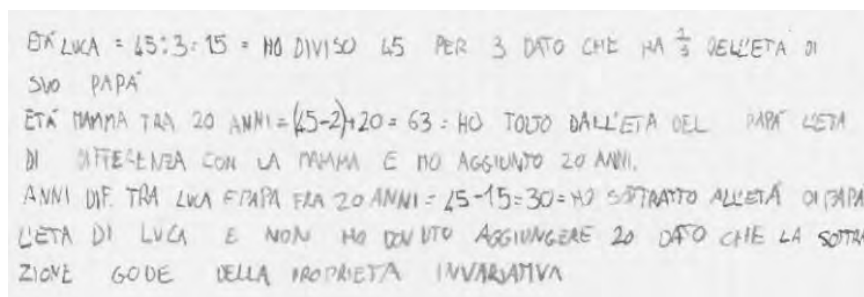 ETÀ LUCA = 45:3=15 = HO DIVISO 45 PER 3 DATO CHE HA 1/3 DELL'ETÀ DI
SUO PAPÀ
ETÀ MAMMA TRA 20 ANNI=(45-2)+20= 63 = HO TOLTO DALL'ETÀ DEL PAPÀ L'ETÀ
DI DIFFERENZA CON LA MAMMA E HO AGGIUNTO 20 ANNI.
ANNI DIF. TRA LUCA E PAPA FRA 20 ANNI = 45-15=30=HO SOTTRATTO ALL'ETÀ DI PAPA
L'ETÀ DI LUCA E NON HO DOVUTO AGGIUNGERE 20 DATO CHE LA SOTTRA
ZIONE GODE DELLA PROPRIETÀ INVARIATIVA